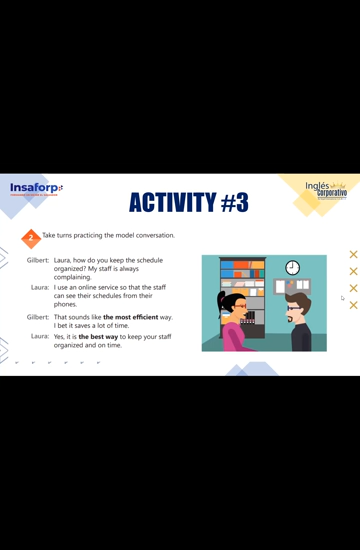 Insaforp
Inglés
Corporativo
ACTIVITY #3
2 Take turns practicing the model conversation.
Gilbert: Laura, how do you keep the schedule
organized? My staff is always
complaining.
Laura: I use an online service so that the staff
can see their schedules from their
phones.
Gilbert: That sounds like the most efficient way.
I bet it saves a lot of time.
Laura: Yes, it is the best way to keep your staff
organized and on time.